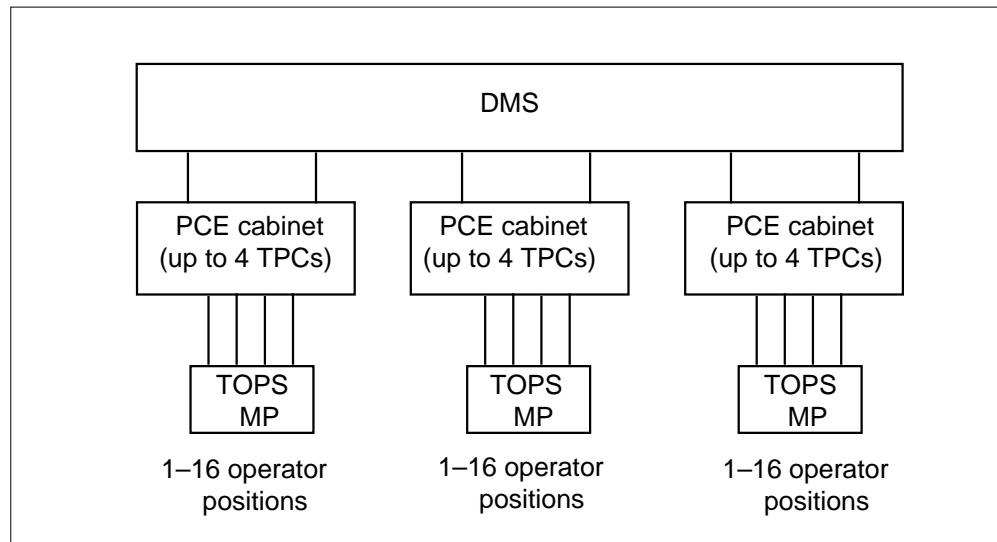 DMS
PCE cabinet
(up to 4 TPCs)
PCE cabinet
(up to 4 TPCs)
PCE cabinet
(up to 4 TPCs)
TOPS
MP
TOPS
MP
TOPS
MP
1–16 operator
positions
1–16 operator
positions
1–16 operator
positions